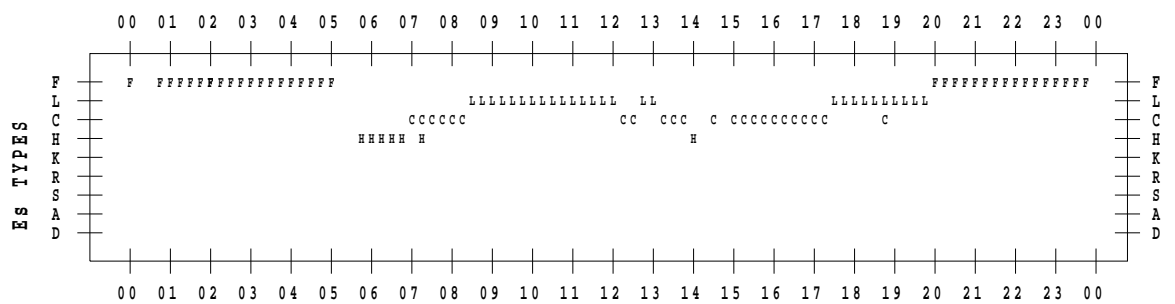 00 01 02 03 04 05 06 07 08 09 10 11 12 13 14 15 16 17 18 19 20 21 22 23 00
Es TYPES
F F FFFFFFFFFFFFFFFFFF FFFFFFFFFFFFFFFF F
L LLLLLLLLLLLLLLL LL LLLLLLLLLL L
C CCCCCC CC CCC C CCCCCCCCCC C C
H HHHHH H H H
K K
R R
S S
A A
D D
00 01 02 03 04 05 06 07 08 09 10 11 12 13 14 15 16 17 18 19 20 21 22 23 00